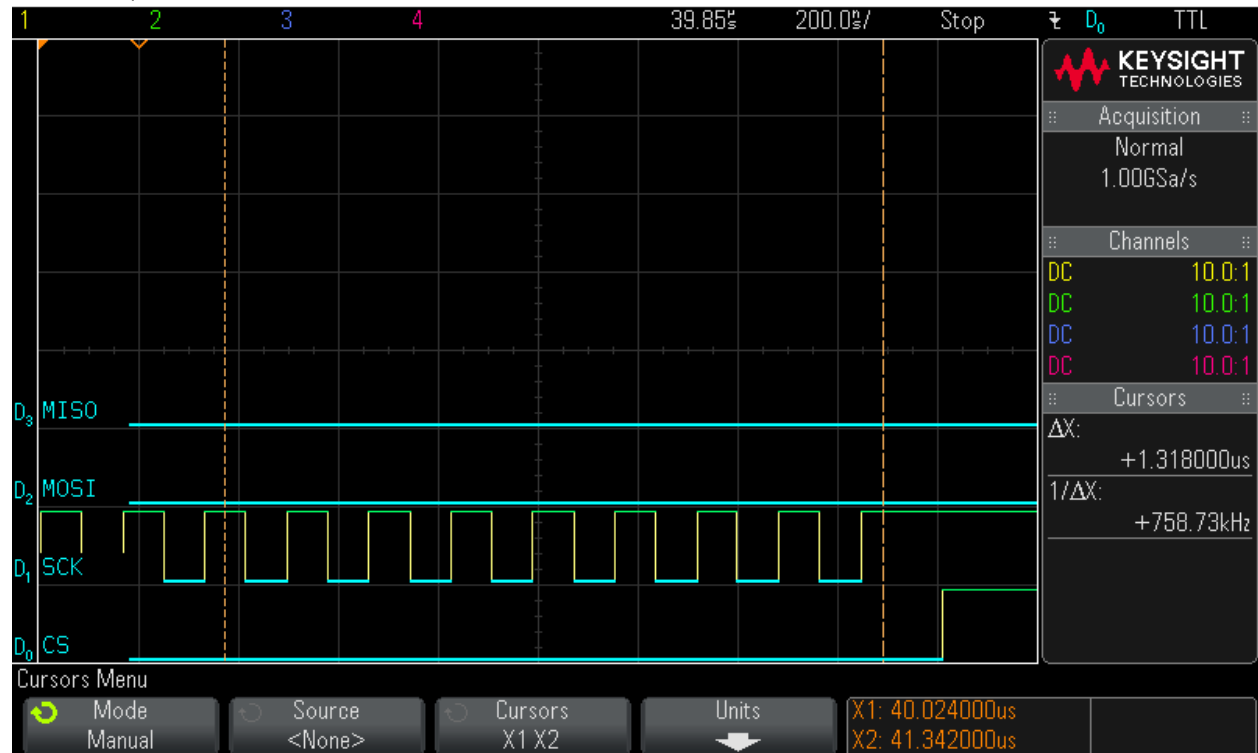 1 2 3 4 39.85us 200.0ns/ Stop D0 TTL
KEYSIGHT
TECHNOLOGIES
Acquisition
Normal
1.00GSa/s
Channels
DC 10.0:1
DC 10.0:1
DC 10.0:1
DC 10.0:1
Cursors
ΔX:
+1.318000us
1/ΔX:
+758.73kHz
D3 MISO
D2 MOSI
D1 SCK
D0 CS
Cursors Menu
Mode
Manual
Source
<None>
Cursors
X1 X2
Units
X1: 40.024000us
X2: 41.342000us